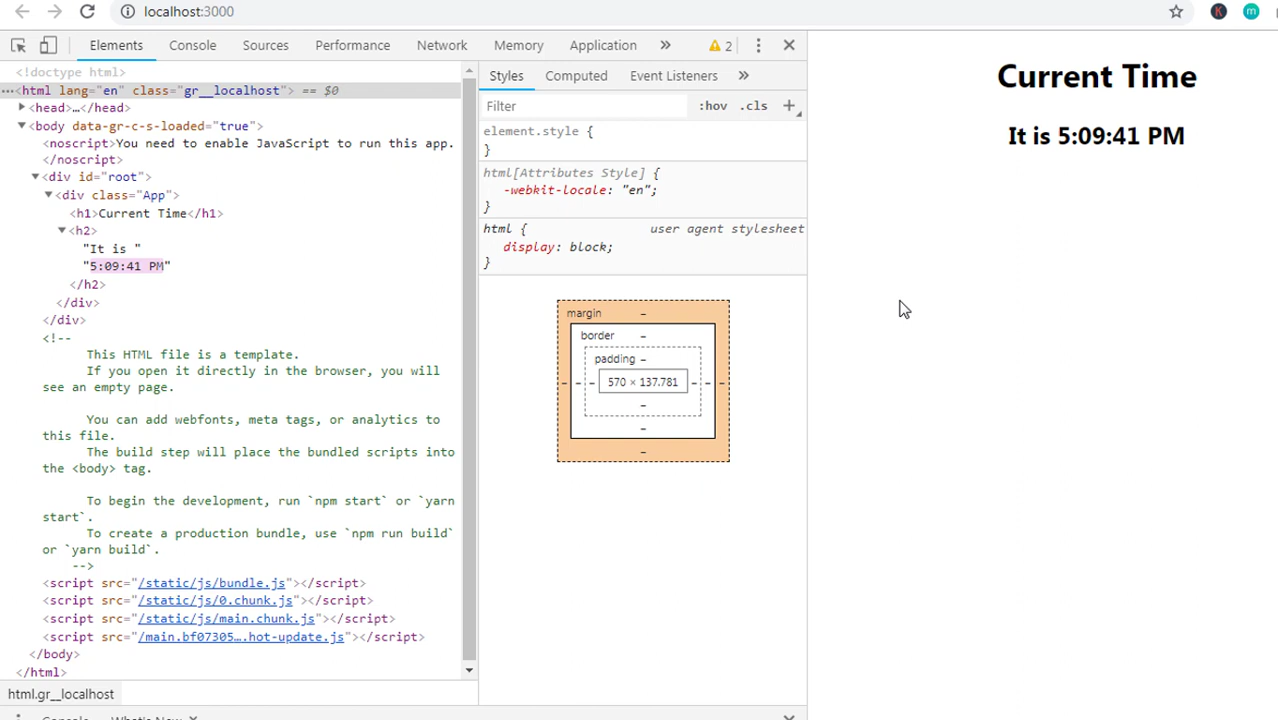 localhost:3000
K
m
Elements Console Sources Performance Network Memory Application » 2
<!doctype html>
⋯<html lang="en" class="gr__localhost"> == $0
<head>…</head>
<body data-gr-c-s-loaded="true">
<noscript>You need to enable JavaScript to run this app.
</noscript>
<div id="root">
<div class="App">
<h1>Current Time</h1>
<h2>
"It is "
"5:09:41 PM"
</h2>
</div>
</div>
<!--
This HTML file is a template.
If you open it directly in the browser, you will
see an empty page.
You can add webfonts, meta tags, or analytics to
this file.
The build step will place the bundled scripts into
the <body> tag.
To begin the development, run `npm start` or `yarn
start`.
To create a production bundle, use `npm run build`
or `yarn build`.
-->
<script src="/static/js/bundle.js"></script>
<script src="/static/js/0.chunk.js"></script>
<script src="/static/js/main.chunk.js"></script>
<script src="/main.bf07305….hot-update.js"></script>
</body>
</html>
html.gr__localhost
Console What's New ×
Styles Computed Event Listeners »
Filter :hov .cls +
element.style {
}
html[Attributes Style] {
-webkit-locale: "en";
}
html { user agent stylesheet
display: block;
}
margin –
border –
padding –
– – – 570 × 137.781 – – –
–
–
–
Current Time
It is 5:09:41 PM